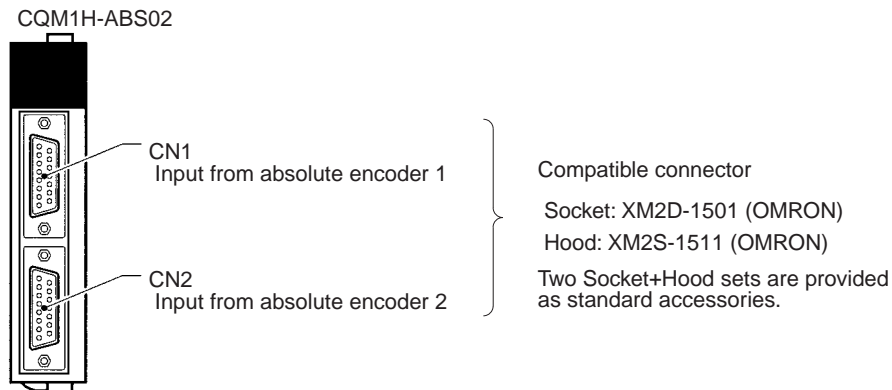 CQM1H-ABS02
CN1
Input from absolute encoder 1
CN2
Input from absolute encoder 2
Compatible connector
Socket: XM2D-1501 (OMRON)
Hood: XM2S-1511 (OMRON)
Two Socket+Hood sets are provided
as standard accessories.